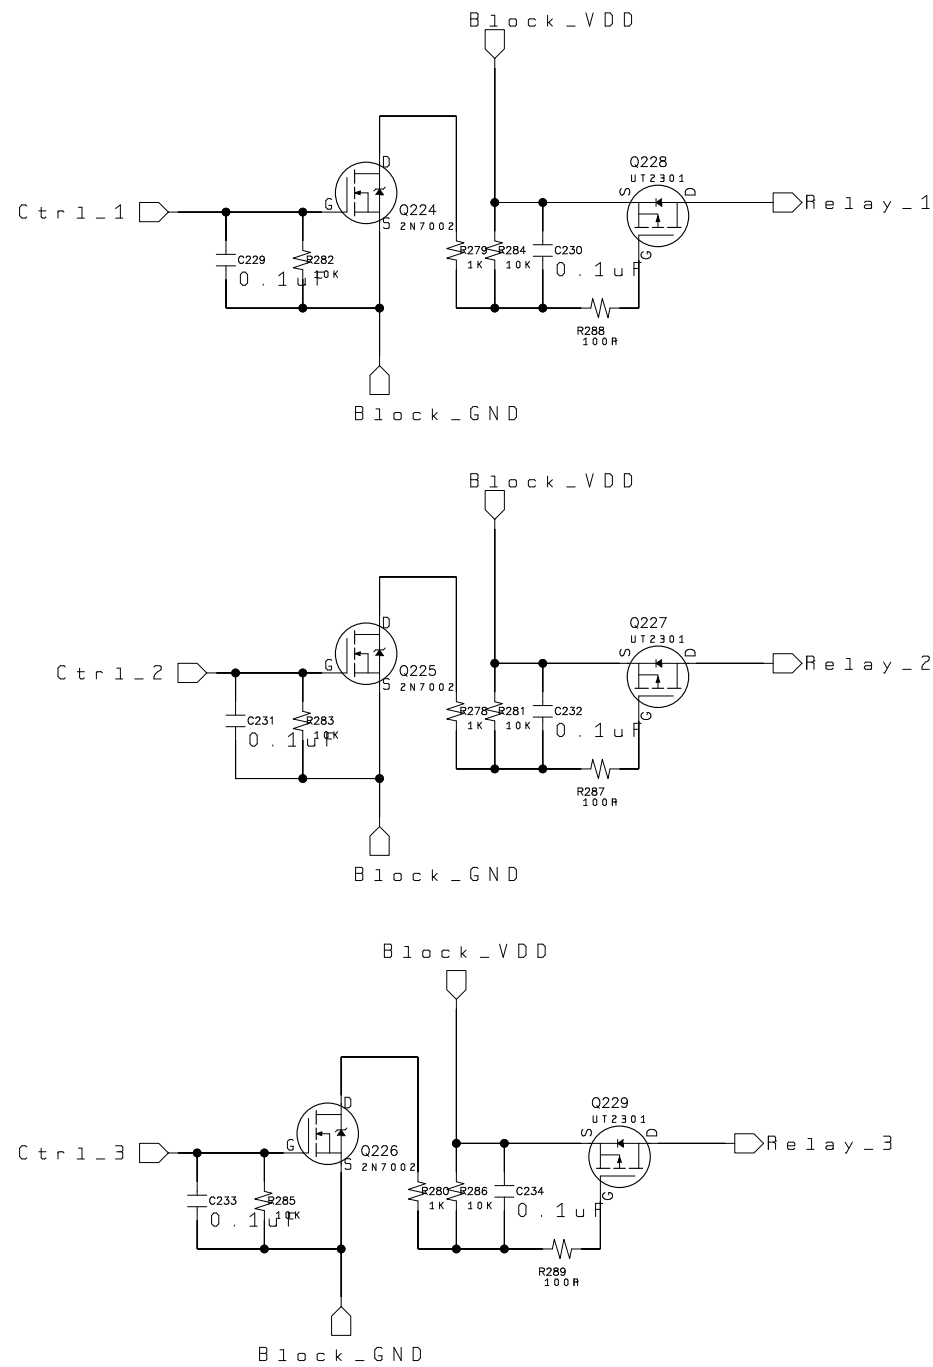 Block_VDD
Q228
UT2301
S
D
D
Ctrl_1
G
Q224
2N7002
S
Relay_1
C229
0.1uF
R282
10K
R279
1K
R284
10K
C230
0.1uF
G
R288
100R
Block_GND
Block_VDD
Q227
UT2301
S
D
D
Ctrl_2
G
Q225
2N7002
S
Relay_2
C231
0.1uF
R283
10K
R278
1K
R281
10K
C232
0.1uF
G
R287
100R
Block_GND
Block_VDD
Q229
UT2301
S
D
D
Ctrl_3
G
Q226
2N7002
S
Relay_3
C233
0.1uF
R285
10K
R280
1K
R286
10K
C234
0.1uF
G
R289
100R
Block_GND